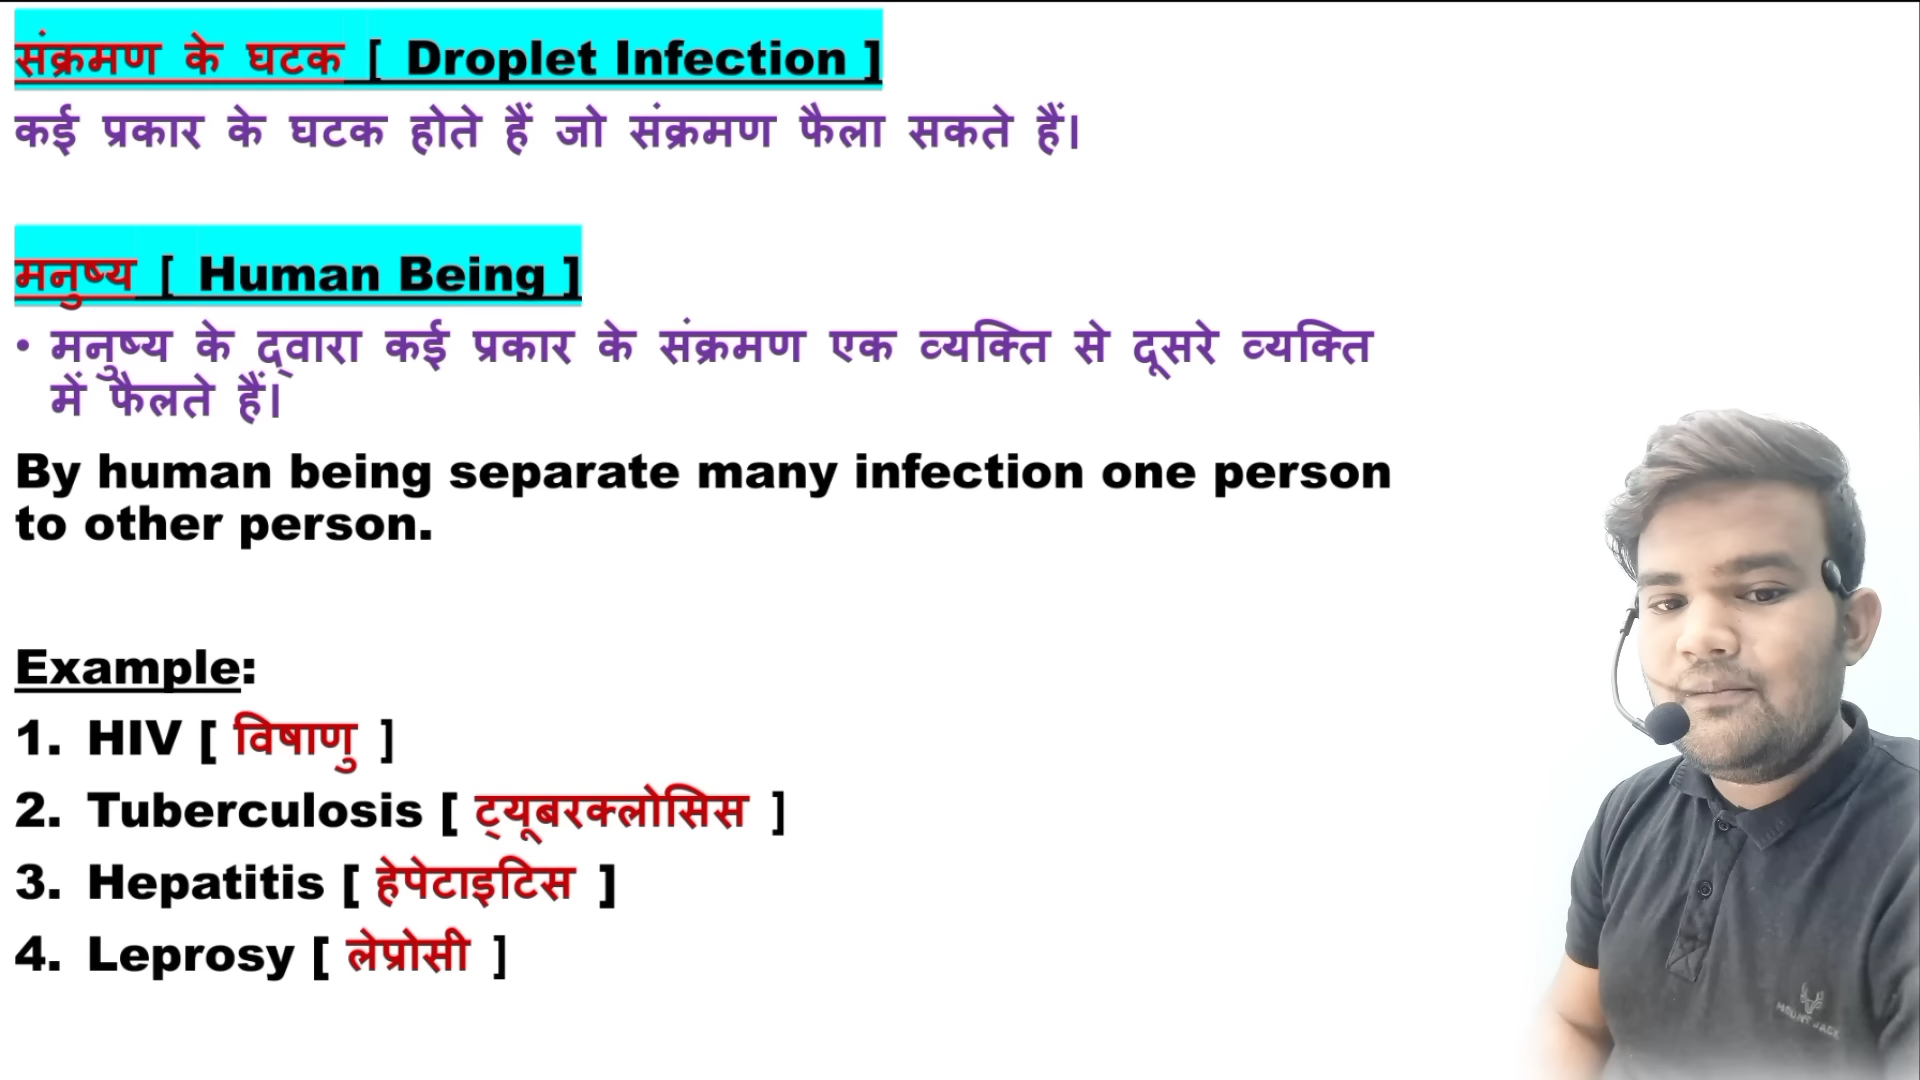 संक्रमण के घटक [ Droplet Infection ]
कई प्रकार के घटक होते हैं जो संक्रमण फैला सकते हैं।
मनुष्य [ Human Being ]
• मनुष्य के द्वारा कई प्रकार के संक्रमण एक व्यक्ति से दूसरे व्यक्ति
में फैलते हैं।
By human being separate many infection one person
to other person.
Example:
1. HIV [ विषाणु ]
2. Tuberculosis [ ट्यूबरक्लोसिस ]
3. Hepatitis [ हेपेटाइटिस ]
4. Leprosy [ लेप्रोसी ]
MOUNT JACK